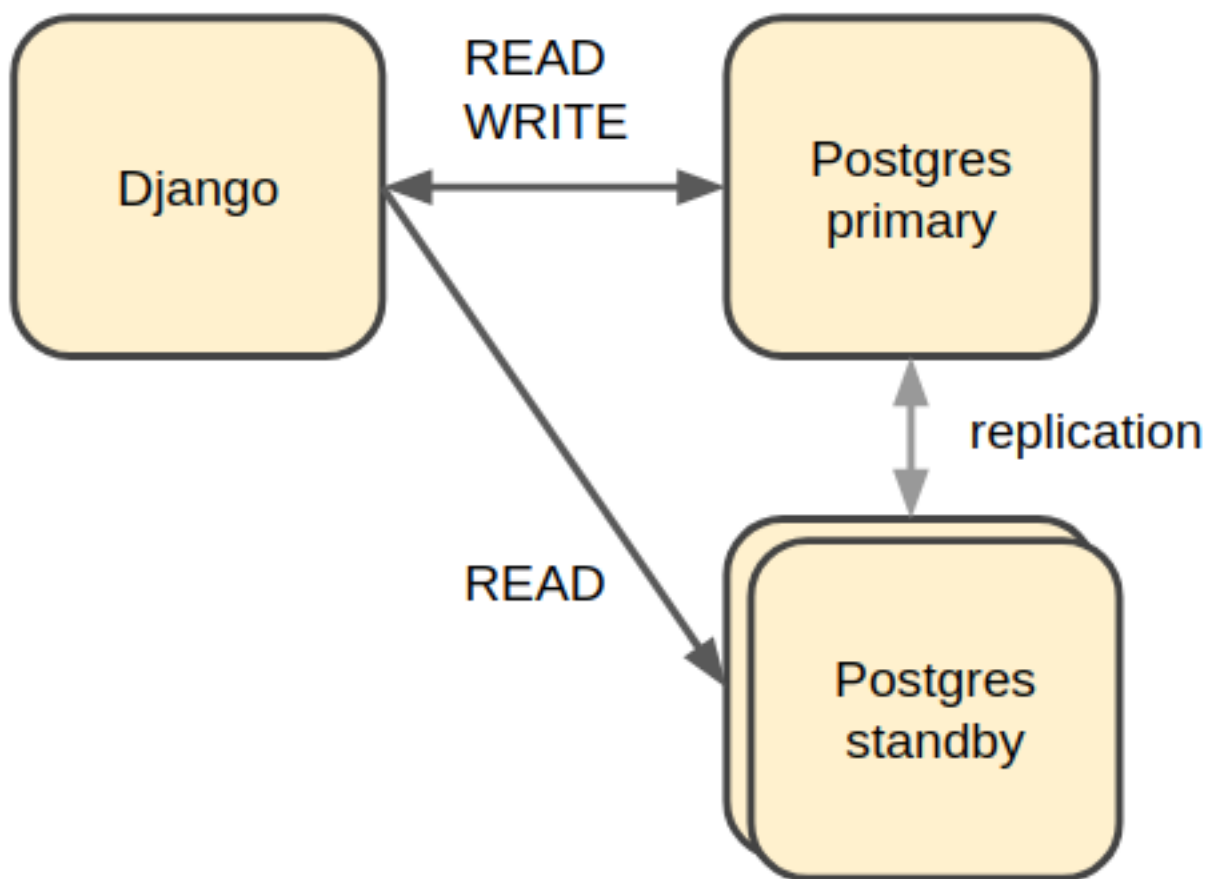 Django
READ
WRITE
Postgres
primary
replication
READ
Postgres
standby